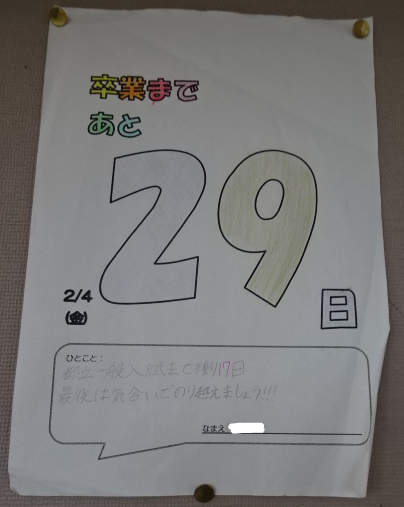 卒業まで
あと
29
日
2/4
(金)
ひとこと:
都立一般入試まで残り17日
最後は気合いでのり越えましょう!!!
なまえ